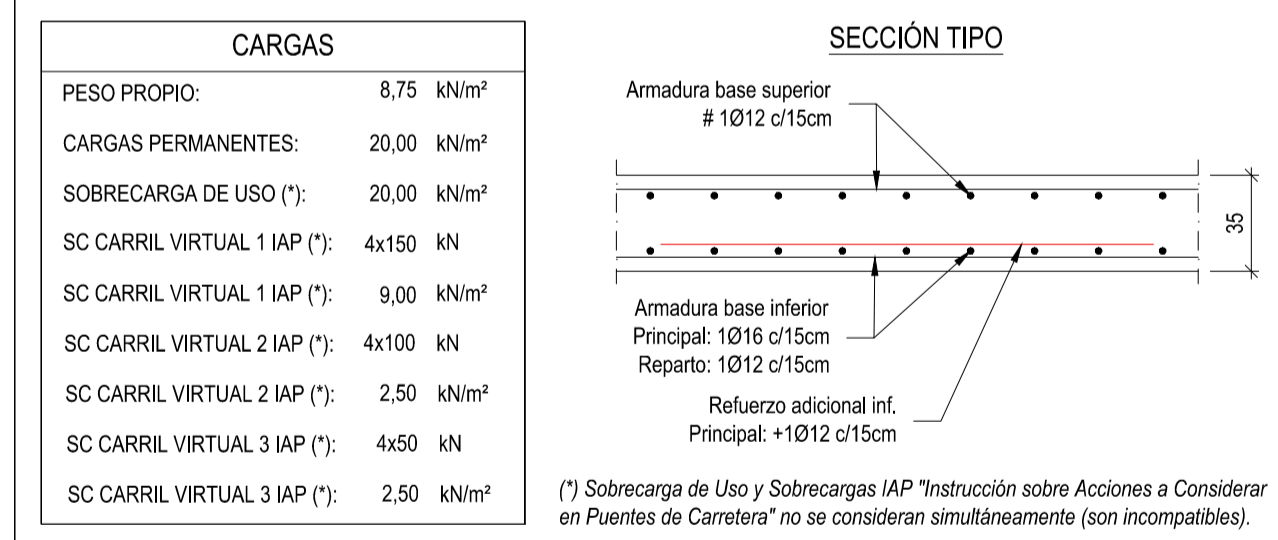 CARGAS
PESO PROPIO: 8,75 kN/m²
CARGAS PERMANENTES: 20,00 kN/m²
SOBRECARGA DE USO (*): 20,00 kN/m²
SC CARRIL VIRTUAL 1 IAP (*): 4x150 kN
SC CARRIL VIRTUAL 1 IAP (*): 9,00 kN/m²
SC CARRIL VIRTUAL 2 IAP (*): 4x100 kN
SC CARRIL VIRTUAL 2 IAP (*): 2,50 kN/m²
SC CARRIL VIRTUAL 3 IAP (*): 4x50 kN
SC CARRIL VIRTUAL 3 IAP (*): 2,50 kN/m²
SECCIÓN TIPO
Armadura base superior
# 1Ø12 c/15cm
35
Armadura base inferior
Principal: 1Ø16 c/15cm
Reparto: 1Ø12 c/15cm
Refuerzo adicional inf.
Principal: +1Ø12 c/15cm
(*) Sobrecarga de Uso y Sobrecargas IAP "Instrucción sobre Acciones a Considerar
en Puentes de Carretera" no se consideran simultáneamente (son incompatibles).